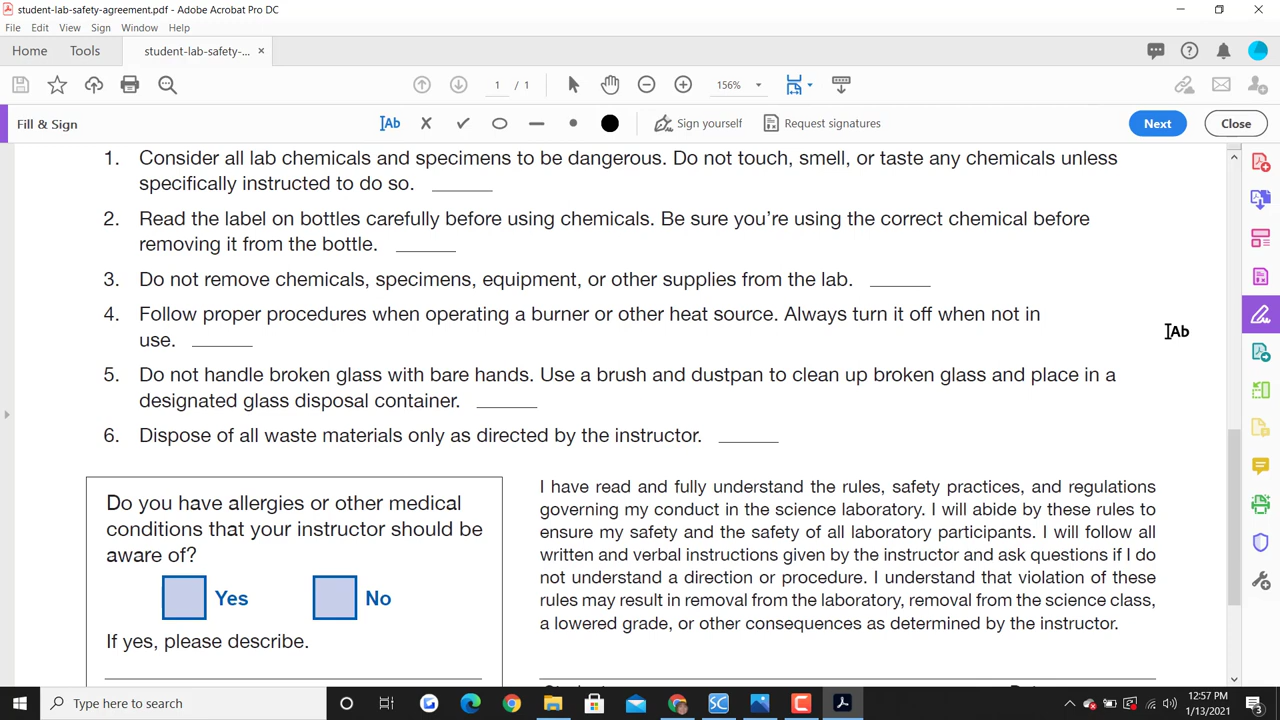 student-lab-safety-agreement.pdf - Adobe Acrobat Pro DC
File Edit View Sign Window Help
Home Tools student-lab-safety-... ×
1 / 1 156%
Fill & Sign Ab Sign yourself Request signatures Next Close
1. Consider all lab chemicals and specimens to be dangerous. Do not touch, smell, or taste any chemicals unless
specifically instructed to do so. ______
2. Read the label on bottles carefully before using chemicals. Be sure you’re using the correct chemical before
removing it from the bottle. ______
3. Do not remove chemicals, specimens, equipment, or other supplies from the lab. ______
4. Follow proper procedures when operating a burner or other heat source. Always turn it off when not in
use. ______
Ab
5. Do not handle broken glass with bare hands. Use a brush and dustpan to clean up broken glass and place in a
designated glass disposal container. ______
6. Dispose of all waste materials only as directed by the instructor. ______
Do you have allergies or other medical
conditions that your instructor should be
aware of?
Yes No
If yes, please describe.
I have read and fully understand the rules, safety practices, and regulations
governing my conduct in the science laboratory. I will abide by these rules to
ensure my safety and the safety of all laboratory participants. I will follow all
written and verbal instructions given by the instructor and ask questions if I do
not understand a direction or procedure. I understand that violation of these
rules may result in removal from the laboratory, removal from the science class,
a lowered grade, or other consequences as determined by the instructor.
Type here to search
SC
12:57 PM
1/13/2021
3